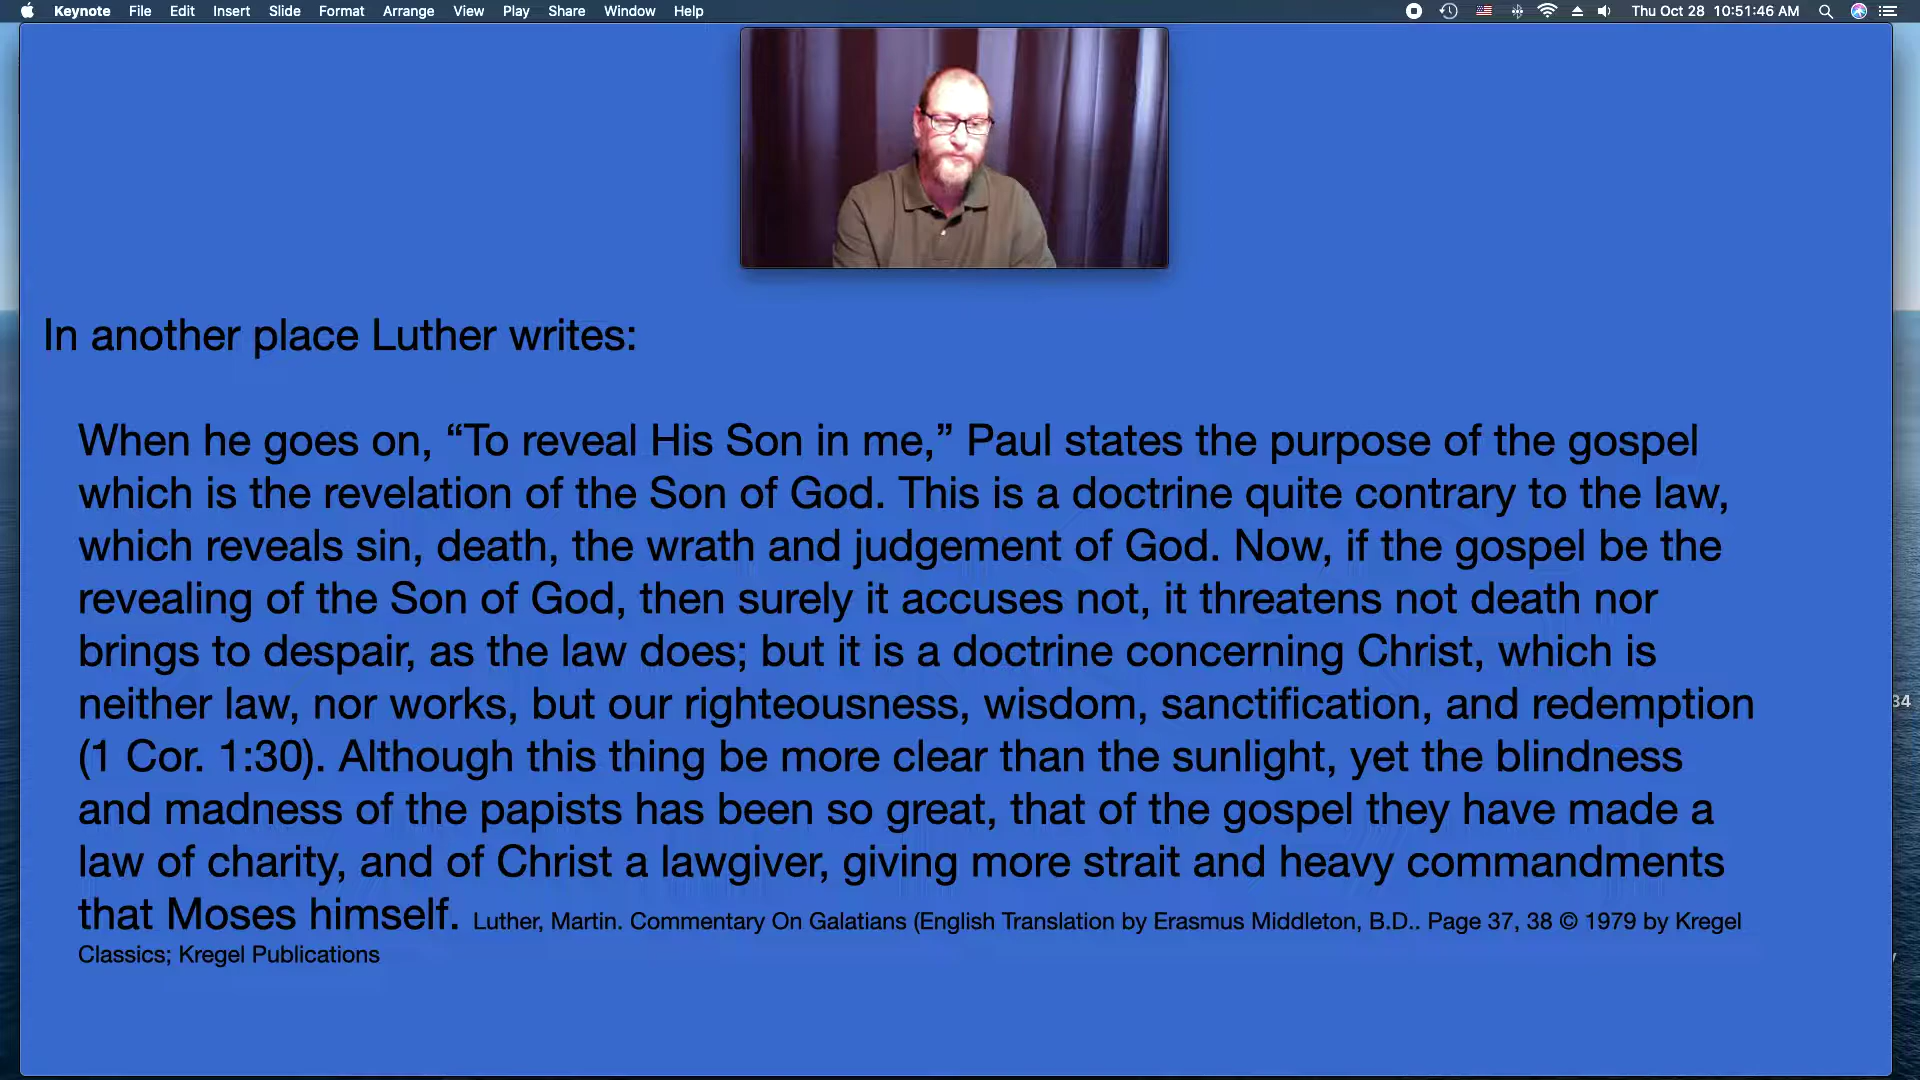 Keynote File Edit Insert Slide Format Arrange View Play Share Window Help Thu Oct 28 10:51:46 AM
In another place Luther writes:
When he goes on, “To reveal His Son in me,” Paul states the purpose of the gospel
which is the revelation of the Son of God. This is a doctrine quite contrary to the law,
which reveals sin, death, the wrath and judgement of God. Now, if the gospel be the
revealing of the Son of God, then surely it accuses not, it threatens not death nor
brings to despair, as the law does; but it is a doctrine concerning Christ, which is
neither law, nor works, but our righteousness, wisdom, sanctification, and redemption
34
(1 Cor. 1:30). Although this thing be more clear than the sunlight, yet the blindness
and madness of the papists has been so great, that of the gospel they have made a
law of charity, and of Christ a lawgiver, giving more strait and heavy commandments
that Moses himself. Luther, Martin. Commentary On Galatians (English Translation by Erasmus Middleton, B.D.. Page 37, 38 © 1979 by Kregel
Classics; Kregel Publications